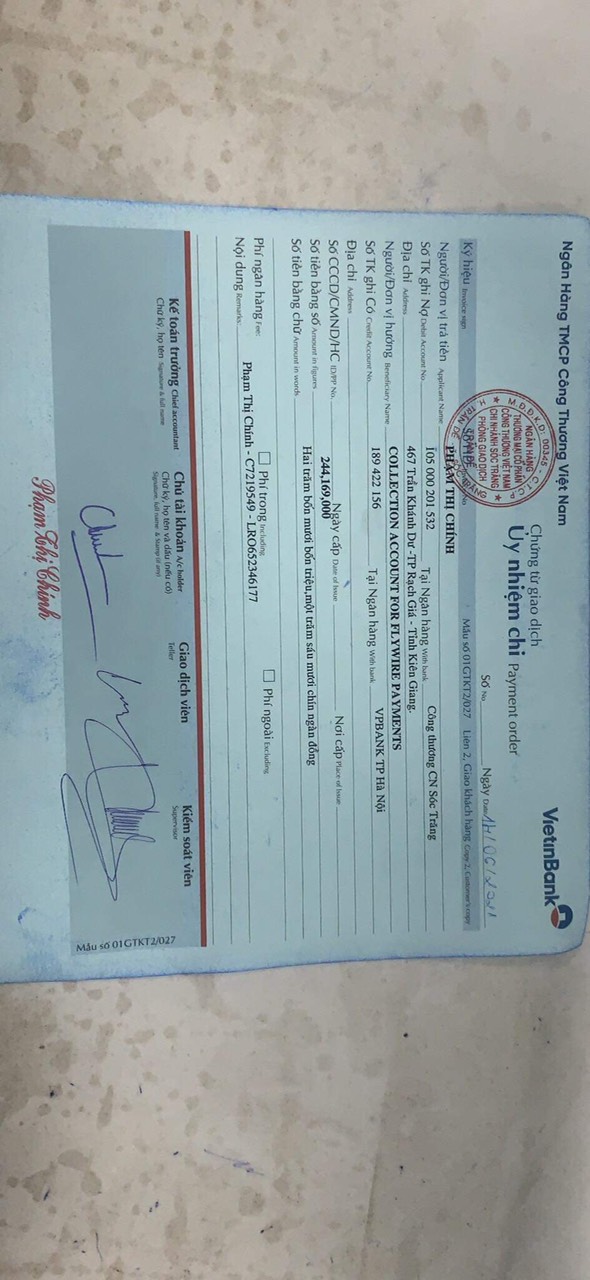 Ngân Hàng TMCP Công Thương Việt Nam
VietinBank
M.D.Đ.K.D: 00345 - C.T.C.P
NGÂN HÀNG
THƯƠNG MẠI CỔ PHẦN
CÔNG THƯƠNG VIỆT NAM
CHI NHÁNH SÓC TRĂNG
PHÒNG GIAO DỊCH
TRẦN ĐỀ
H. TRẦN ĐỀ SÓC TRĂNG
Chứng từ giao dịch
Ủy nhiệm chi Payment order
Số No Ngày Date
Ký hiệu Invoice sign Mẫu số 01GTKT2/027 Liên 2, Giao khách hàng Copy 2, Customer's copy
Người/Đơn vị trả tiền Applicant Name PHẠM THỊ CHÍNH
Số TK ghi Nợ Debit Account No. 105 000 201 532 Tại Ngân hàng With bank Công thương CN Sóc Trăng
Địa chỉ Address 467 Trần Khánh Dư -TP Rạch Giá - Tỉnh Kiên Giang.
Người/Đơn vị hưởng Beneficiary Name COLLECTION ACCOUNT FOR FLYWIRE PAYMENTS
Số TK ghi Có Credit Account No. 189 422 156 Tại Ngân hàng With bank VPBANK TP Hà Nội
Địa chỉ Address
Số CCCD/CMND/HC ID/PP No. Ngày cấp Date of Issue Nơi cấp Place of Issue
Số tiền bằng số Amount in figures 244,169,000
Số tiền bằng chữ Amount in words Hai trăm bốn mươi bốn triệu,một trăm sáu mươi chín ngàn đồng
Phí ngân hàng Fee: Phí trong Including Phí ngoài Excluding
Nội dung Remarks: Phạm Thị Chính - C7219549 - LRO652346177
Kế toán trưởng Chief accountant Chủ tài khoản A/c holder Giao dịch viên Kiểm soát viên
Chữ ký, họ tên Signature & full name Chữ ký, họ tên và dấu (nếu có) Teller Supervisor
Signature, full name & Stamp (if any)
Phạm Thị Chính
Mẫu số 01GTKT2/027